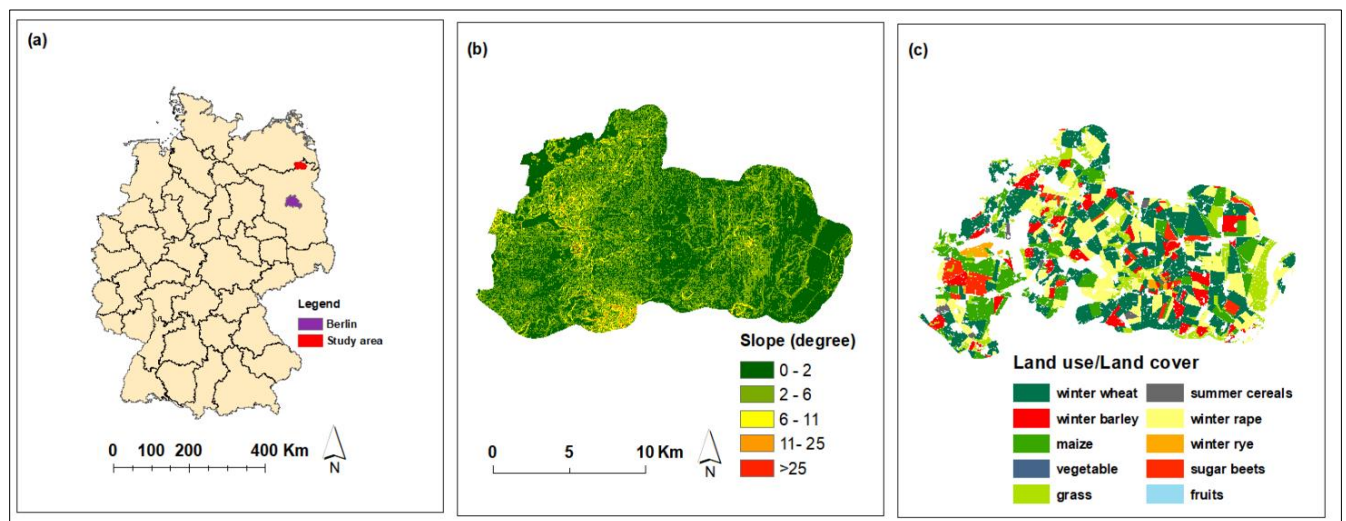 (a)
Legend
Berlin
Study area
0 100 200 400 Km
N
(b)
Slope (degree)
0 - 2
2 - 6
6 - 11
11- 25
>25
0 5 10 Km
N
(c)
Land use/Land cover
winter wheat summer cereals
winter barley winter rape
maize winter rye
vegetable sugar beets
grass fruits